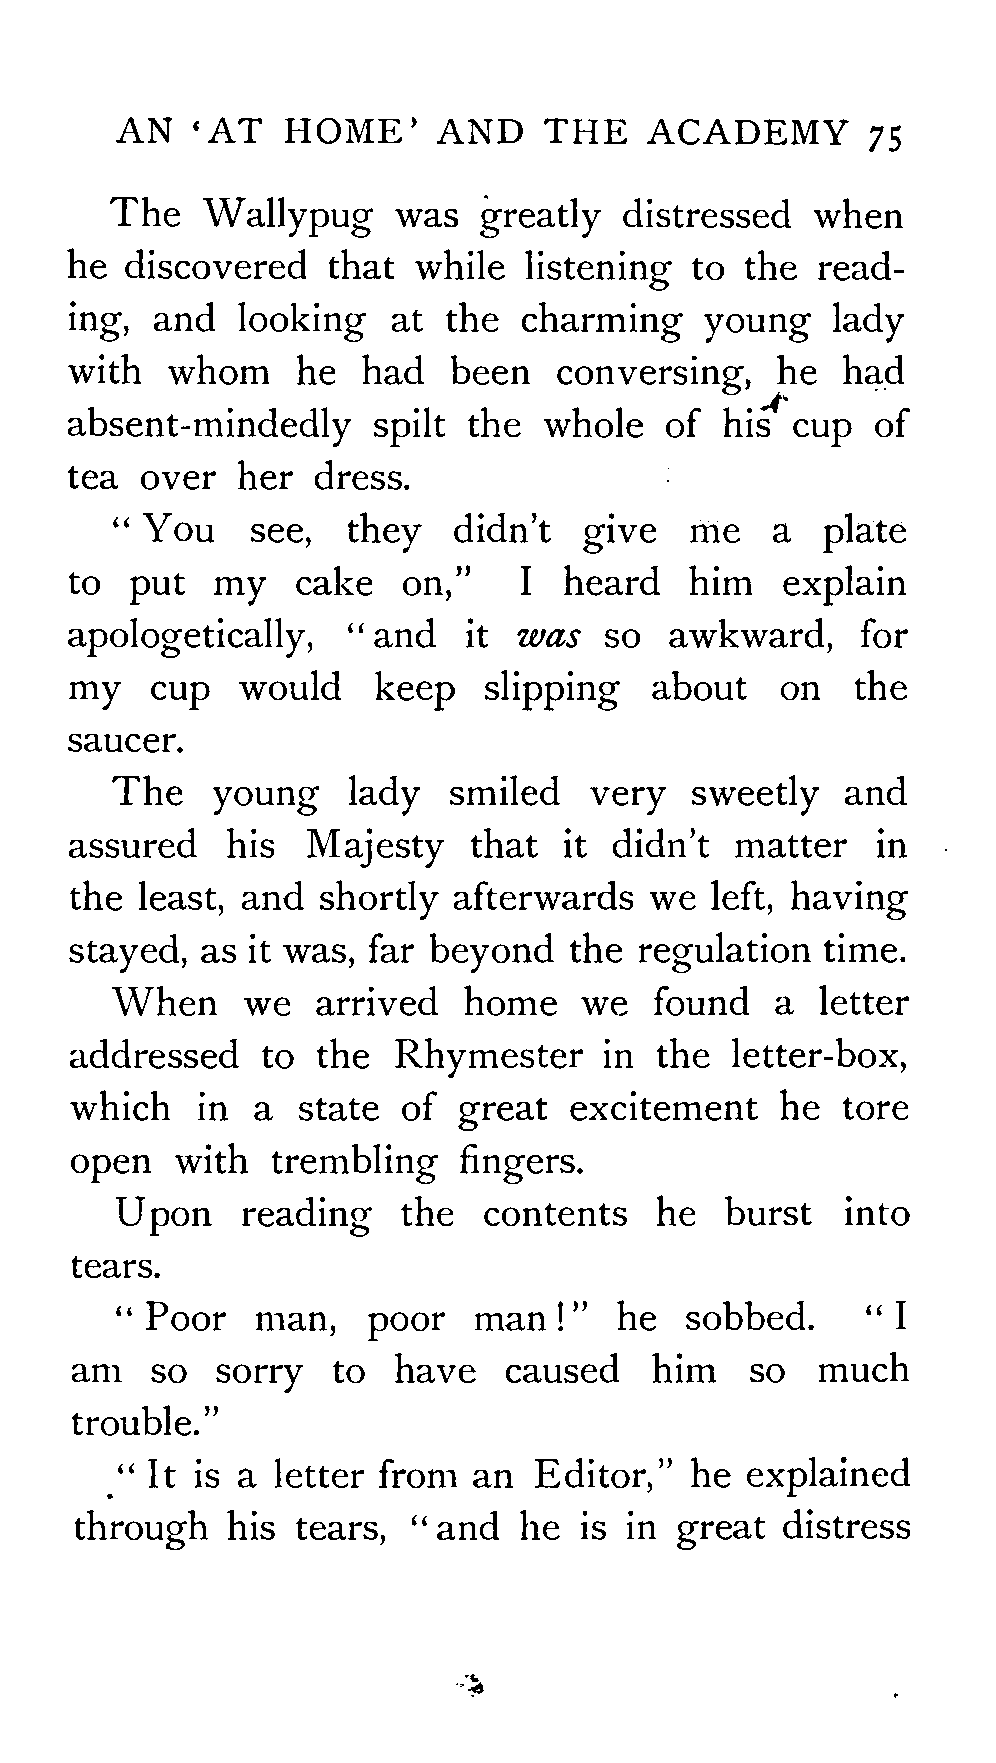 AN ‘AT HOME’ AND THE ACADEMY 75
The Wallypug was greatly distressed when
he discovered that while listening to the read-
ing, and looking at the charming young lady
with whom he had been conversing, he had
absent-mindedly spilt the whole of his cup of
tea over her dress.
“ You see, they didn’t give me a plate
to put my cake on,” I heard him explain
apologetically, “ and it was so awkward, for
my cup would keep slipping about on the
saucer.
The young lady smiled very sweetly and
assured his Majesty that it didn’t matter in
the least, and shortly afterwards we left, having
stayed, as it was, far beyond the regulation time.
When we arrived home we found a letter
addressed to the Rhymester in the letter-box,
which in a state of great excitement he tore
open with trembling fingers.
Upon reading the contents he burst into
tears.
“ Poor man, poor man !” he sobbed. “ I
am so sorry to have caused him so much
trouble.”
“ It is a letter from an Editor,” he explained
through his tears, “ and he is in great distress